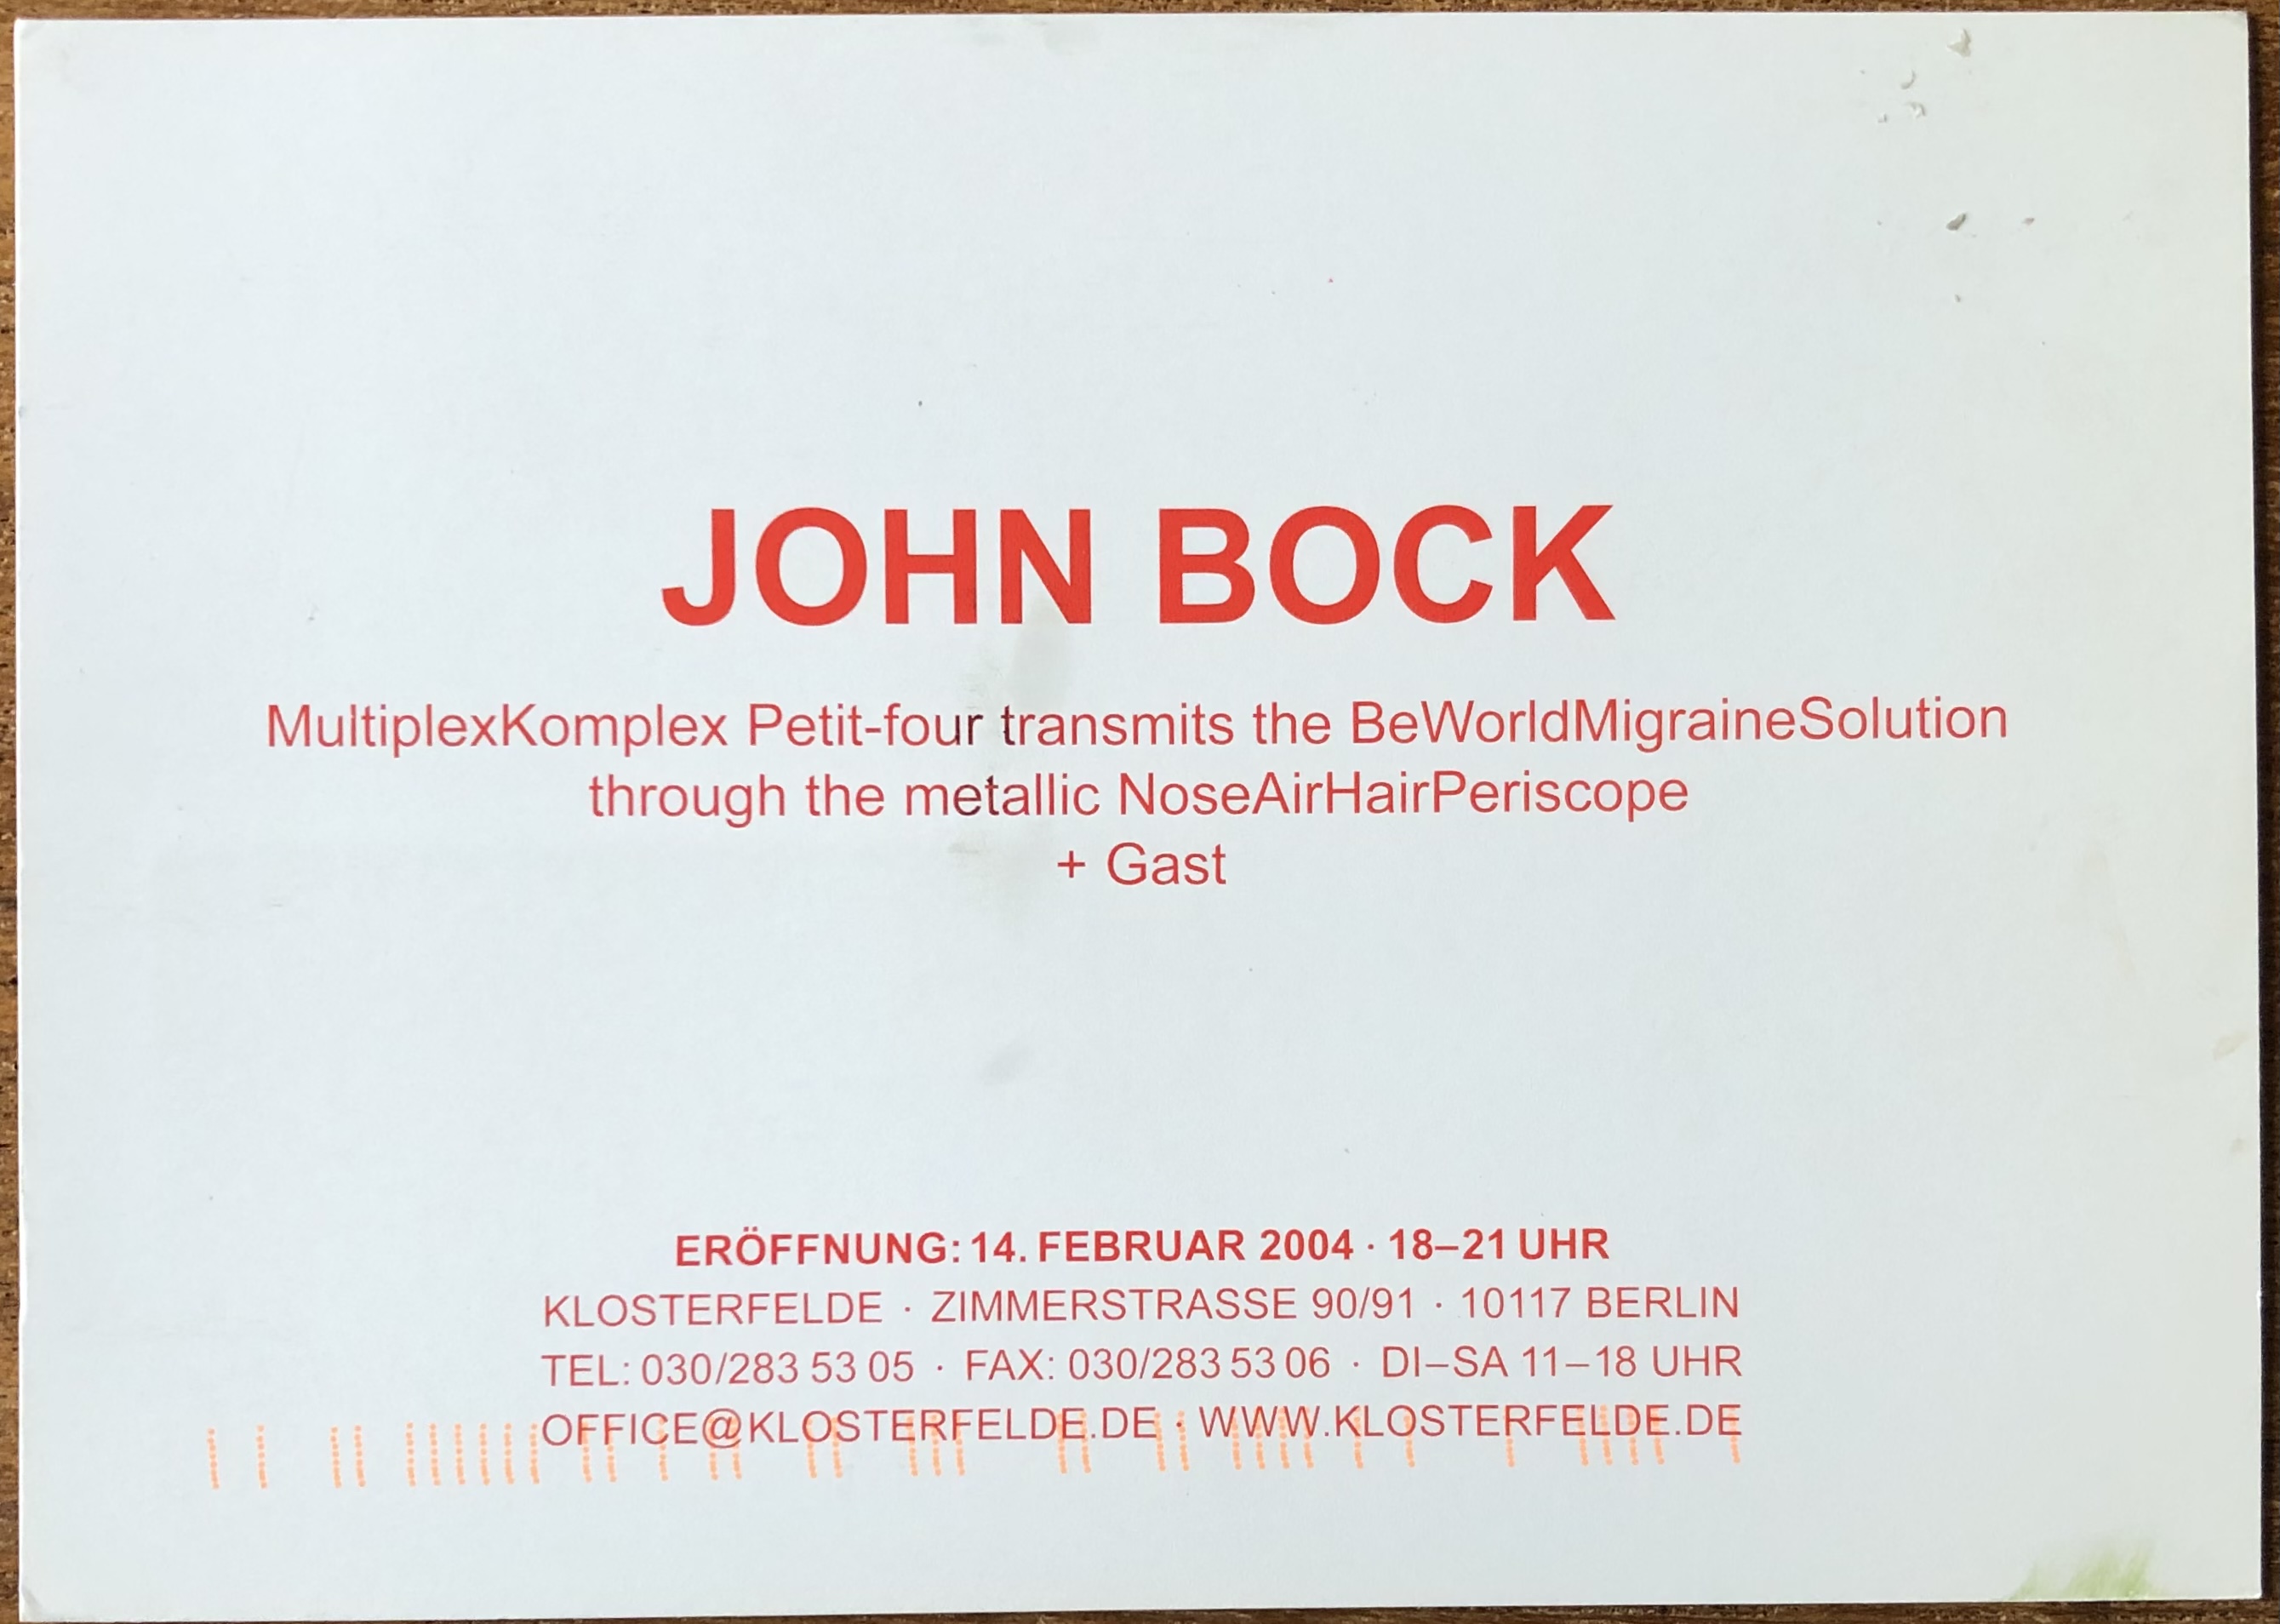 JOHN BOCK
MultiplexKomplex Petit-four transmits the BeWorldMigraineSolution
through the metallic NoseAirHairPeriscope
+ Gast
ERÖFFNUNG: 14. FEBRUAR 2004 · 18–21 UHR
KLOSTERFELDE · ZIMMERSTRASSE 90/91 · 10117 BERLIN
TEL: 030/283 53 05 · FAX: 030/283 53 06 · DI–SA 11–18 UHR
OFFICE@KLOSTERFELDE.DE · WWW.KLOSTERFELDE.DE